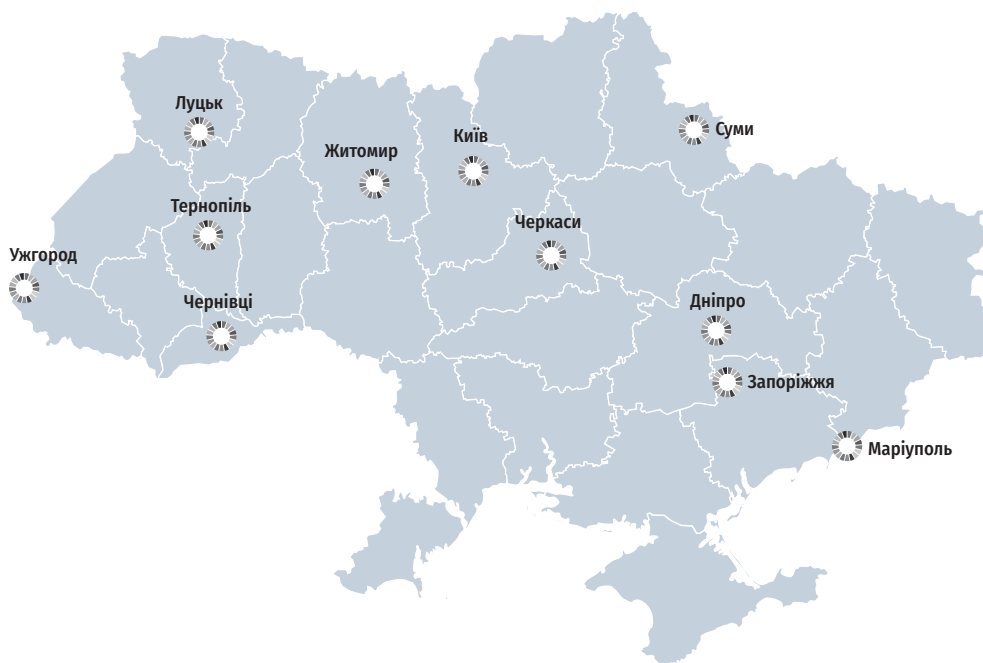 Луцьк
Суми
Київ
Житомир
Тернопіль
Черкаси
Ужгород
Чернівці
Дніпро
Запоріжжя
Маріуполь